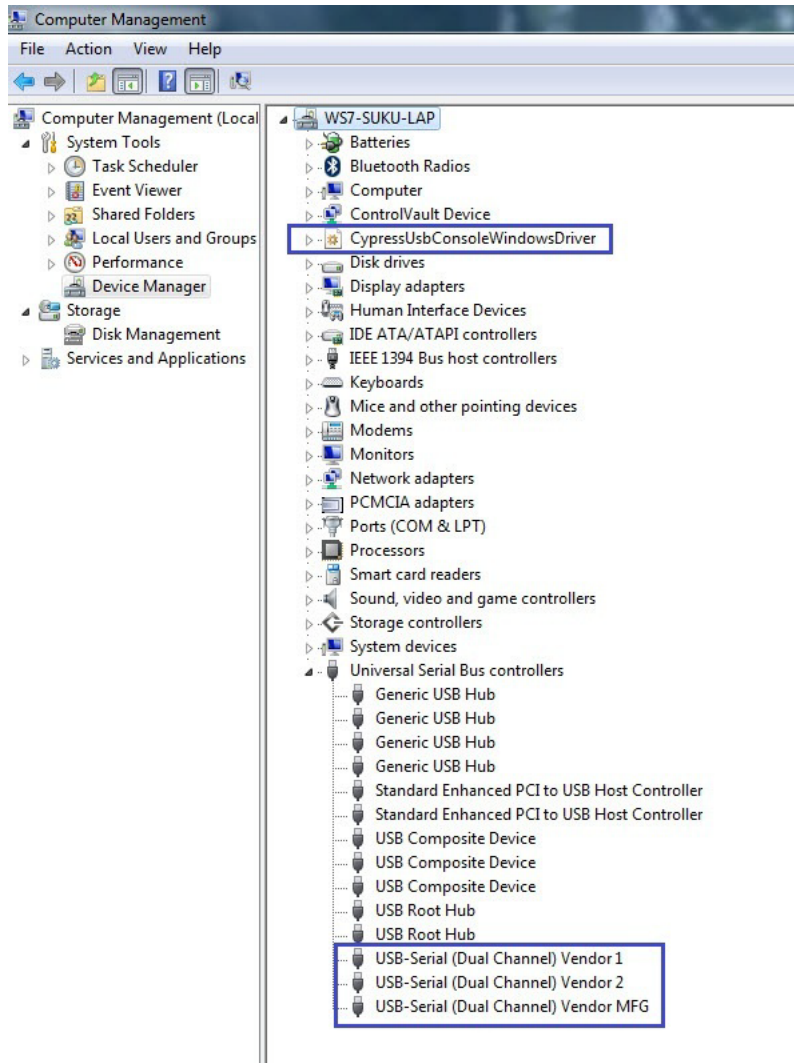 Computer Management
File Action View Help
Computer Management (Local
System Tools
Task Scheduler
Event Viewer
Shared Folders
Local Users and Groups
Performance
Device Manager
Storage
Disk Management
Services and Applications
WS7-SUKU-LAP
Batteries
Bluetooth Radios
Computer
ControlVault Device
CypressUsbConsoleWindowsDriver
Disk drives
Display adapters
Human Interface Devices
IDE ATA/ATAPI controllers
IEEE 1394 Bus host controllers
Keyboards
Mice and other pointing devices
Modems
Monitors
Network adapters
PCMCIA adapters
Ports (COM & LPT)
Processors
Smart card readers
Sound, video and game controllers
Storage controllers
System devices
Universal Serial Bus controllers
Generic USB Hub
Generic USB Hub
Generic USB Hub
Generic USB Hub
Standard Enhanced PCI to USB Host Controller
Standard Enhanced PCI to USB Host Controller
USB Composite Device
USB Composite Device
USB Composite Device
USB Root Hub
USB Root Hub
USB-Serial (Dual Channel) Vendor 1
USB-Serial (Dual Channel) Vendor 2
USB-Serial (Dual Channel) Vendor MFG